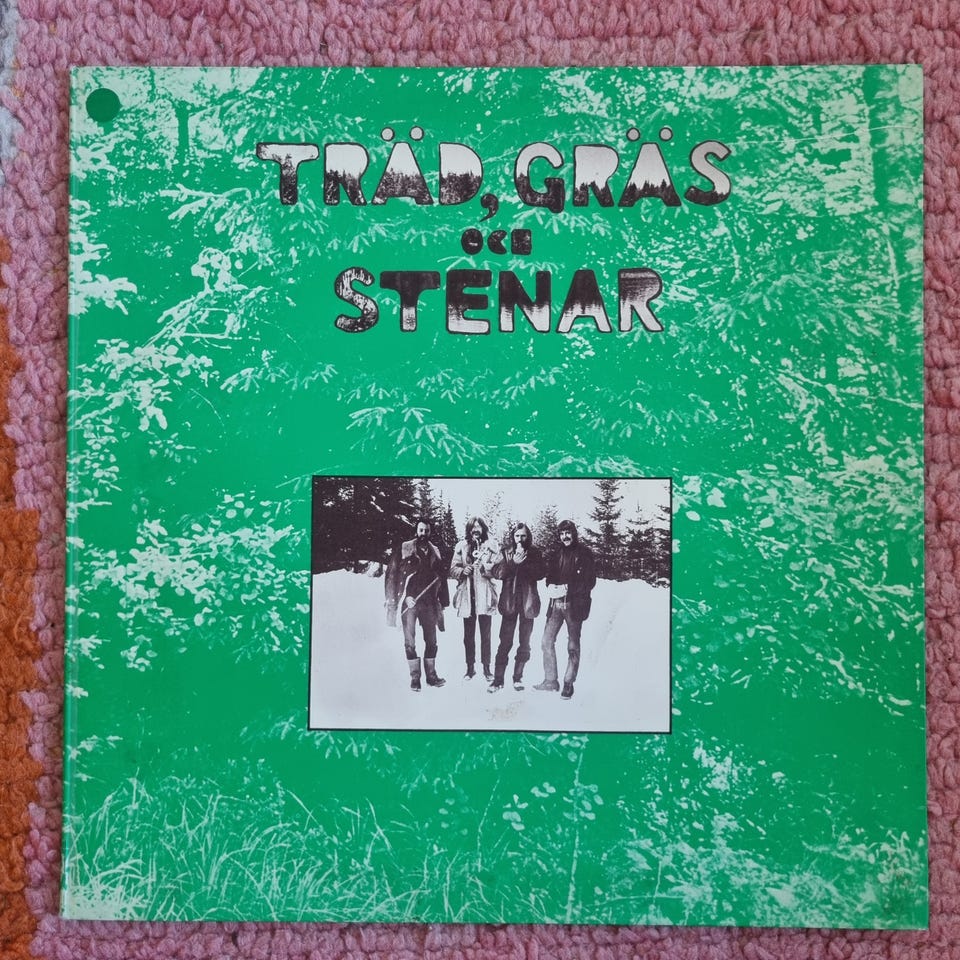 TRÄD, GRÄS
OCH
STENAR